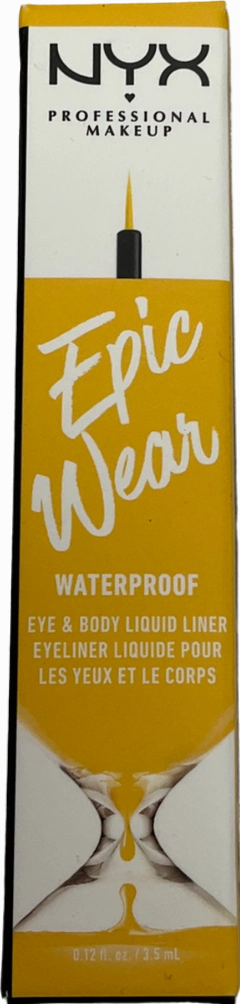 NYX
PROFESSIONAL
MAKEUP
Epic
Wear
WATERPROOF
EYE & BODY LIQUID LINER
EYELINER LIQUIDE POUR
LES YEUX ET LE CORPS
0.12 fl. oz. / 3.5 mL